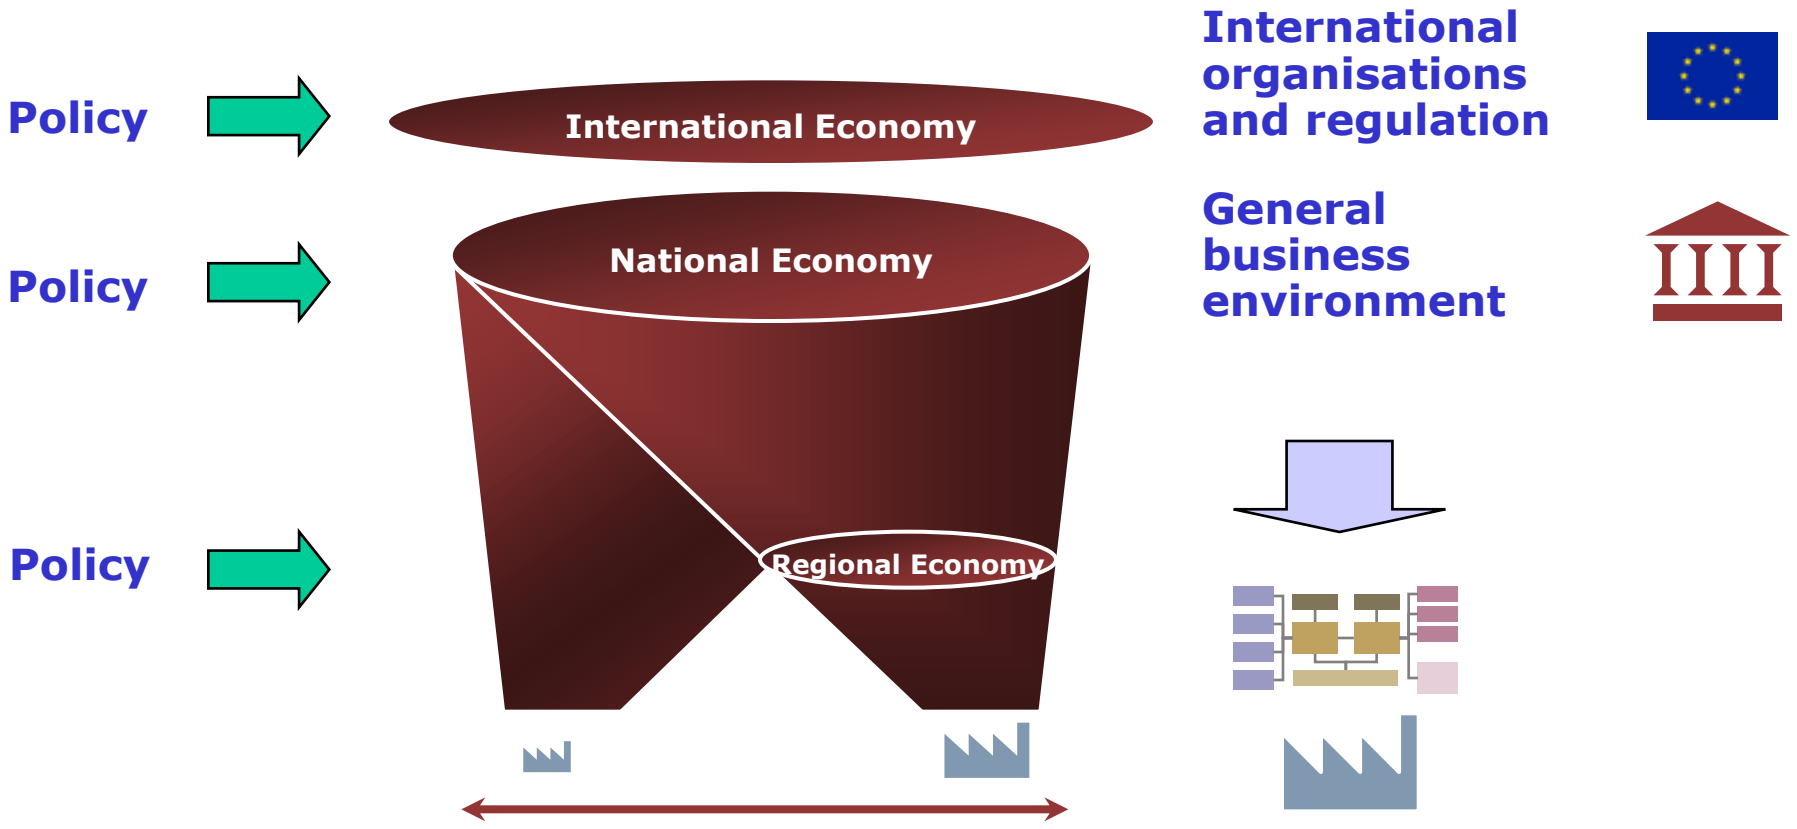 Policy
International Economy
International
organisations
and regulation
Policy
National Economy
General
business
environment
Policy
Regional Economy